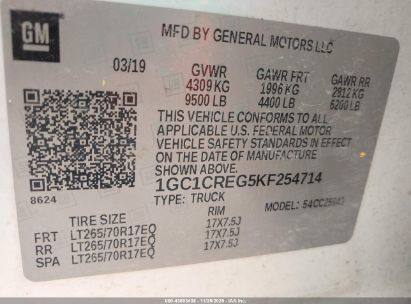 GM
MFD BY GENERAL MOTORS LLC
03/19 GVWR GAWR FRT GAWR RR
4309 KG 1996 KG 2812 KG
9500 LB 4400 LB 6200 LB
THIS VEHICLE CONFORMS TO ALL
APPLICABLE U.S. FEDERAL MOTOR
VEHICLE SAFETY STANDARDS IN EFFECT
ON THE DATE OF MANUFACTURE
SHOWN ABOVE.
1GC1CREG5KF254714
8624 TYPE: TRUCK
TIRE SIZE RIM
FRT LT265/70R17EQ 17X7.5J
RR LT265/70R17EQ 17X7.5J
SPA LT265/70R17EQ 17X7.5J